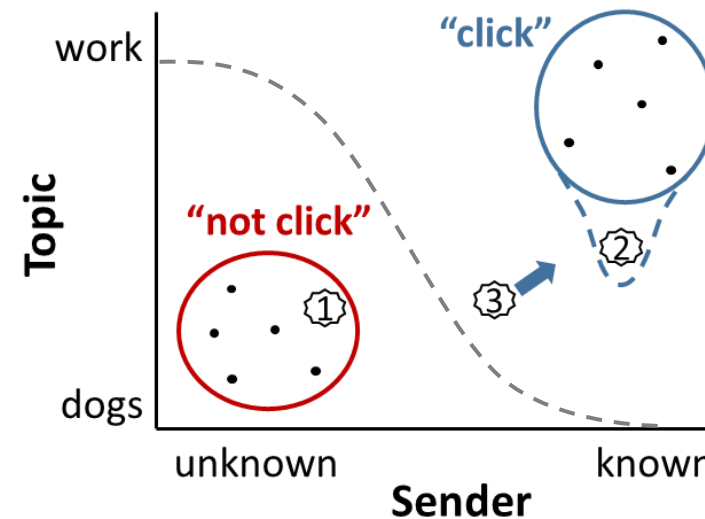 work
“click”
Topic
“not click”
2
1
3
dogs
unknown
known
Sender